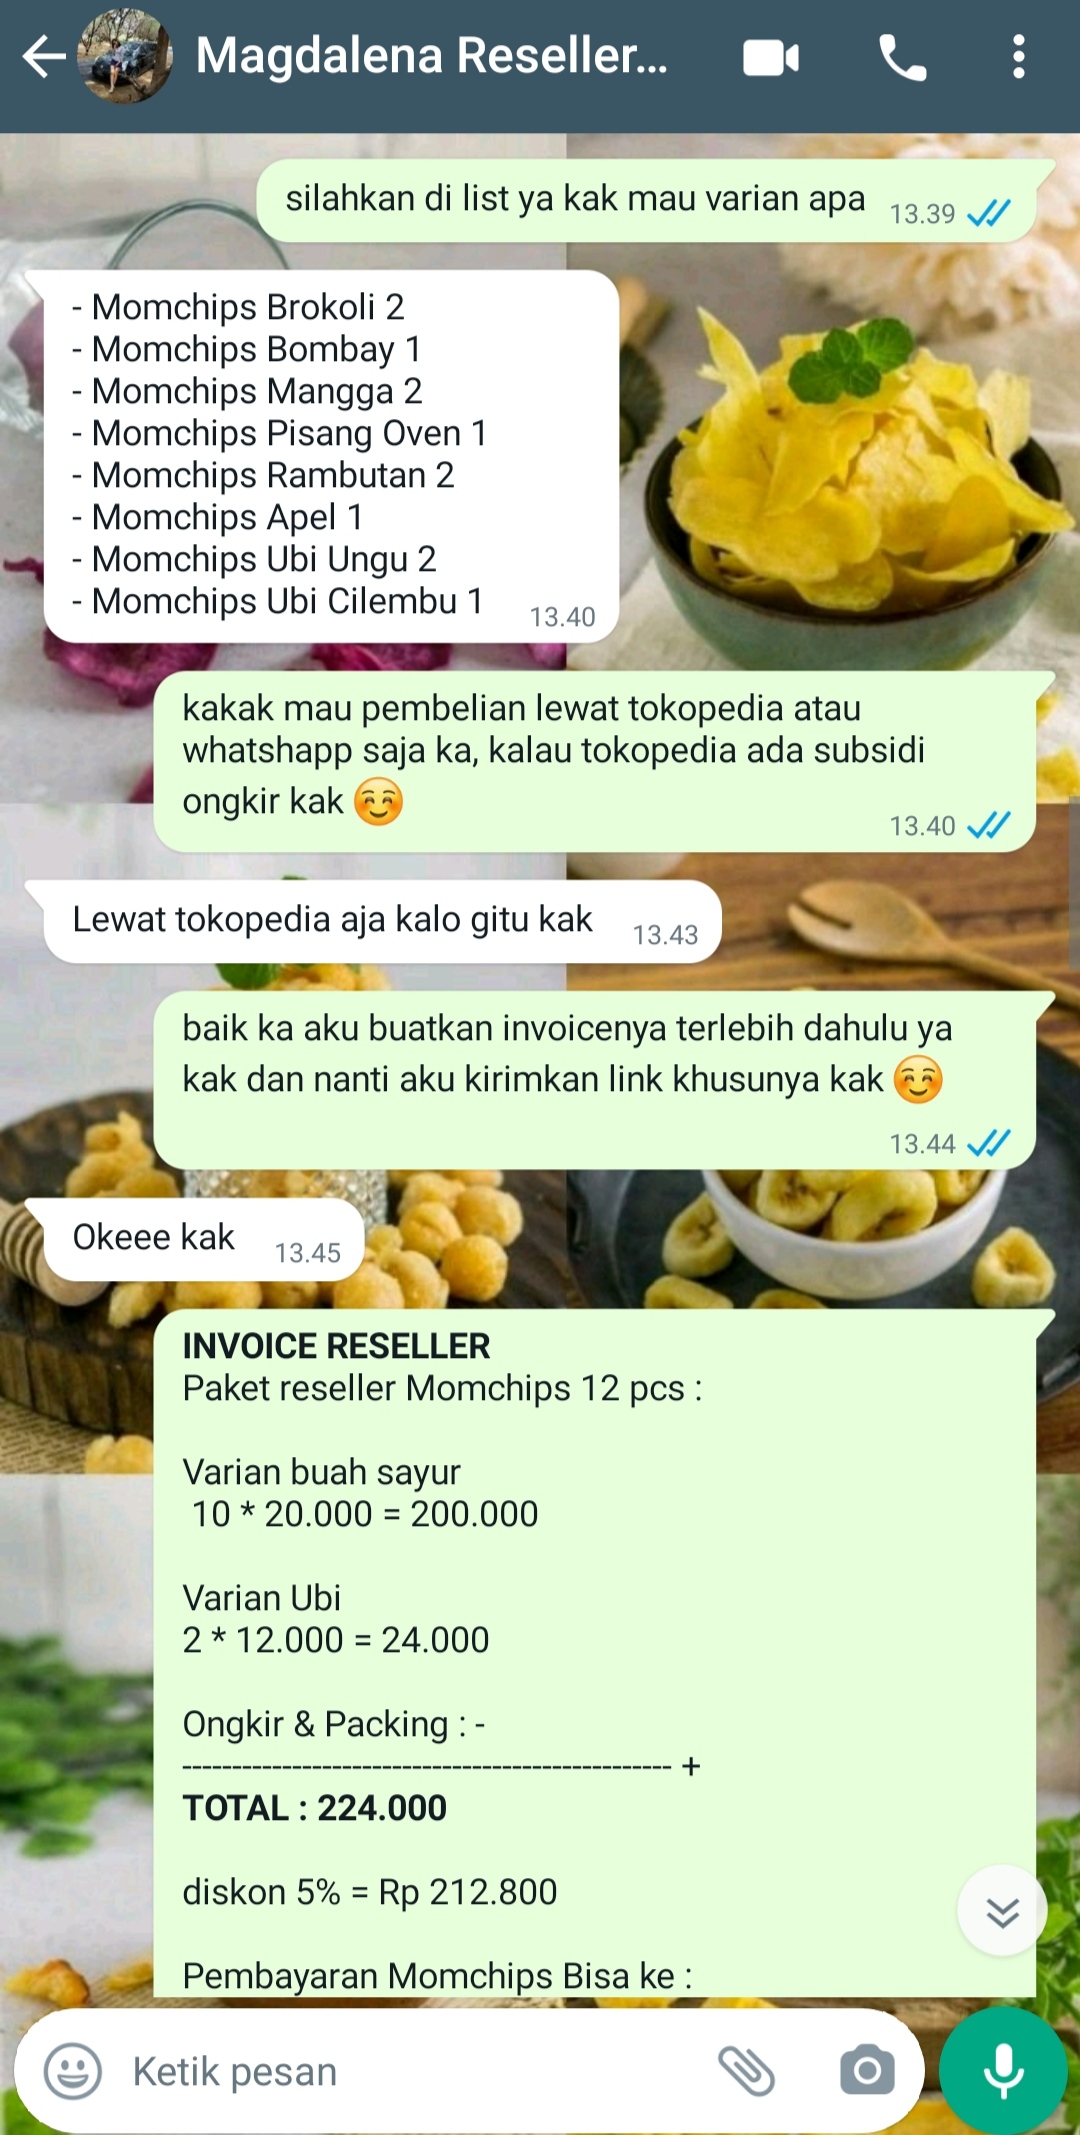 Magdalena Reseller...
silahkan di list ya kak mau varian apa
13.39
- Momchips Brokoli 2
- Momchips Bombay 1
- Momchips Mangga 2
- Momchips Pisang Oven 1
- Momchips Rambutan 2
- Momchips Apel 1
- Momchips Ubi Ungu 2
- Momchips Ubi Cilembu 1
13.40
kakak mau pembelian lewat tokopedia atau
whatshapp saja ka, kalau tokopedia ada subsidi
ongkir kak 😊
13.40
Lewat tokopedia aja kalo gitu kak
13.43
baik ka aku buatkan invoicenya terlebih dahulu ya
kak dan nanti aku kirimkan link khusunya kak 😊
13.44
Okeee kak
13.45
INVOICE RESELLER
Paket reseller Momchips 12 pcs :
Varian buah sayur
10 * 20.000 = 200.000
Varian Ubi
2 * 12.000 = 24.000
Ongkir & Packing : -
------------------------------------------------- +
TOTAL : 224.000
diskon 5% = Rp 212.800
Pembayaran Momchips Bisa ke :
Ketik pesan